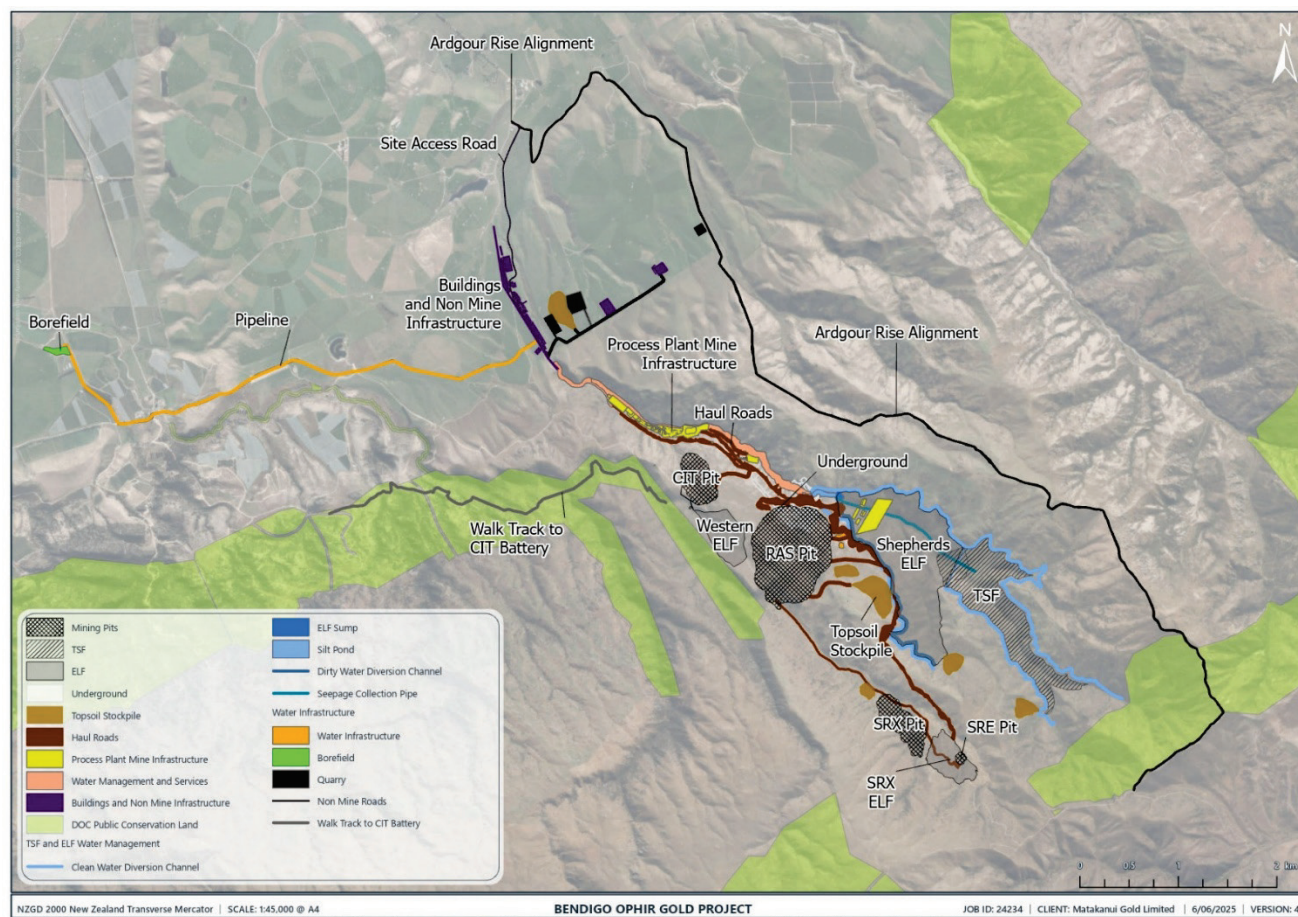 N
Ardgour Rise Alignment
Site Access Road
Buildings
and Non Mine
Infrastructure
Borefield
Pipeline
Process Plant Mine
Infrastructure
Ardgour Rise Alignment
Haul Roads
Underground
CIT Pit
Western
ELF
Walk Track to
CIT Battery
RAS Pit
Shepherds
ELF
TSF
Topsoil
Stockpile
SRX Pit
SRE Pit
SRX
ELF
Mining Pits
TSF
ELF
Underground
Topsoil Stockpile
Haul Roads
Process Plant Mine Infrastructure
Water Management and Services
Buildings and Non Mine Infrastructure
DOC Public Conservation Land
TSF and ELF Water Management
Clean Water Diversion Channel
ELF Sump
Silt Pond
Dirty Water Diversion Channel
Seepage Collection Pipe
Water Infrastructure
Water Infrastructure
Borefield
Quarry
Non Mine Roads
Walk Track to CIT Battery
0 0.5 1 2 km
NZGD 2000 New Zealand Transverse Mercator | SCALE: 1:45,000 @ A4
BENDIGO OPHIR GOLD PROJECT
JOB ID: 24234 | CLIENT: Matakanui Gold Limited | 6/06/2025 | VERSION: 4